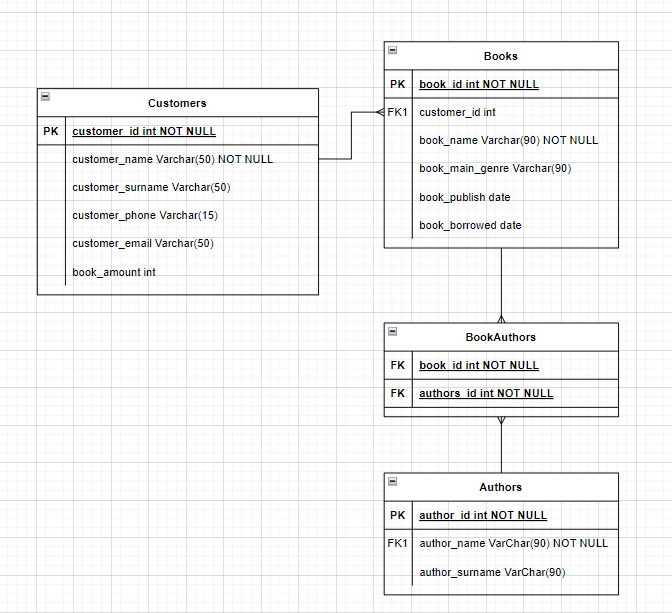 Customers
PK customer_id int NOT NULL
customer_name Varchar(50) NOT NULL
customer_surname Varchar(50)
customer_phone Varchar(15)
customer_email Varchar(50)
book_amount int
Books
PK book_id int NOT NULL
FK1 customer_id int
book_name Varchar(90) NOT NULL
book_main_genre Varchar(90)
book_publish date
book_borrowed date
BookAuthors
FK book_id int NOT NULL
FK authors_id int NOT NULL
Authors
PK author_id int NOT NULL
FK1 author_name VarChar(90) NOT NULL
author_surname VarChar(90)